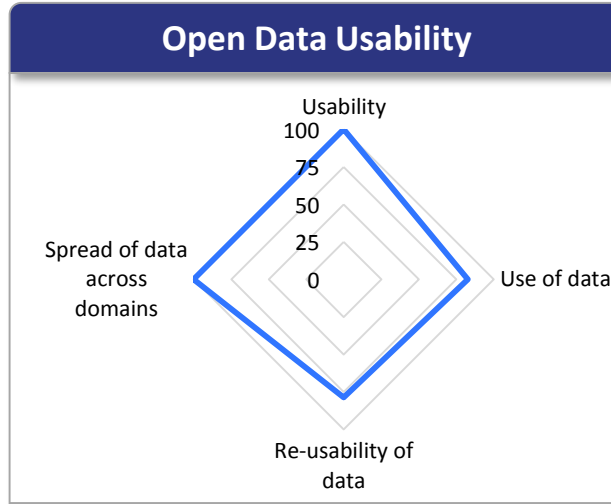 Open Data Usability
Usability
100
75
50
25
0
Spread of data
across
domains
Use of data
Re-usability of
data